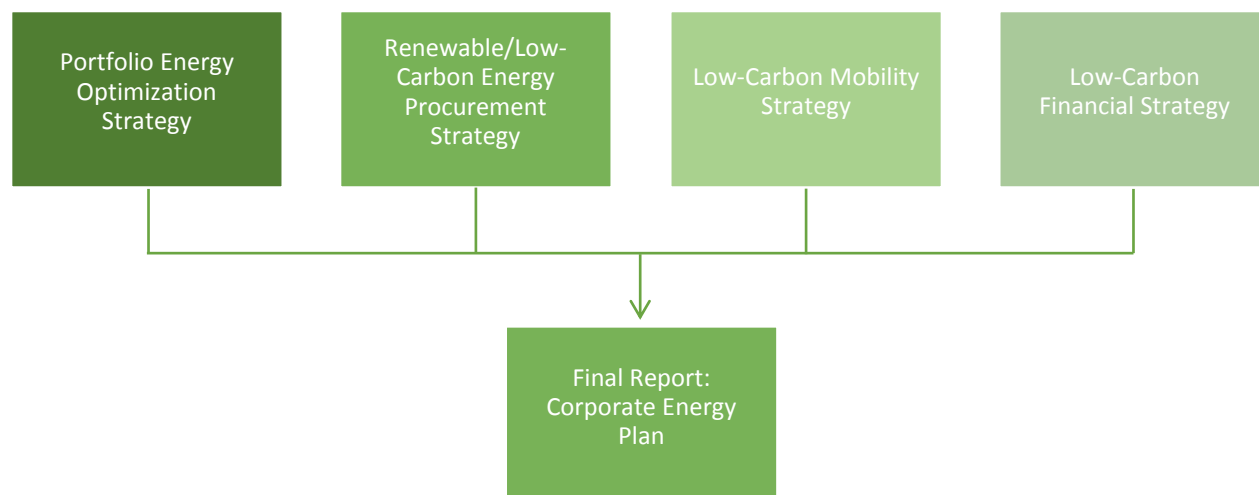 Portfolio Energy
Optimization
Strategy
Renewable/Low-
Carbon Energy
Procurement
Strategy
Low-Carbon Mobility
Strategy
Low-Carbon
Financial Strategy
Final Report:
Corporate Energy
Plan